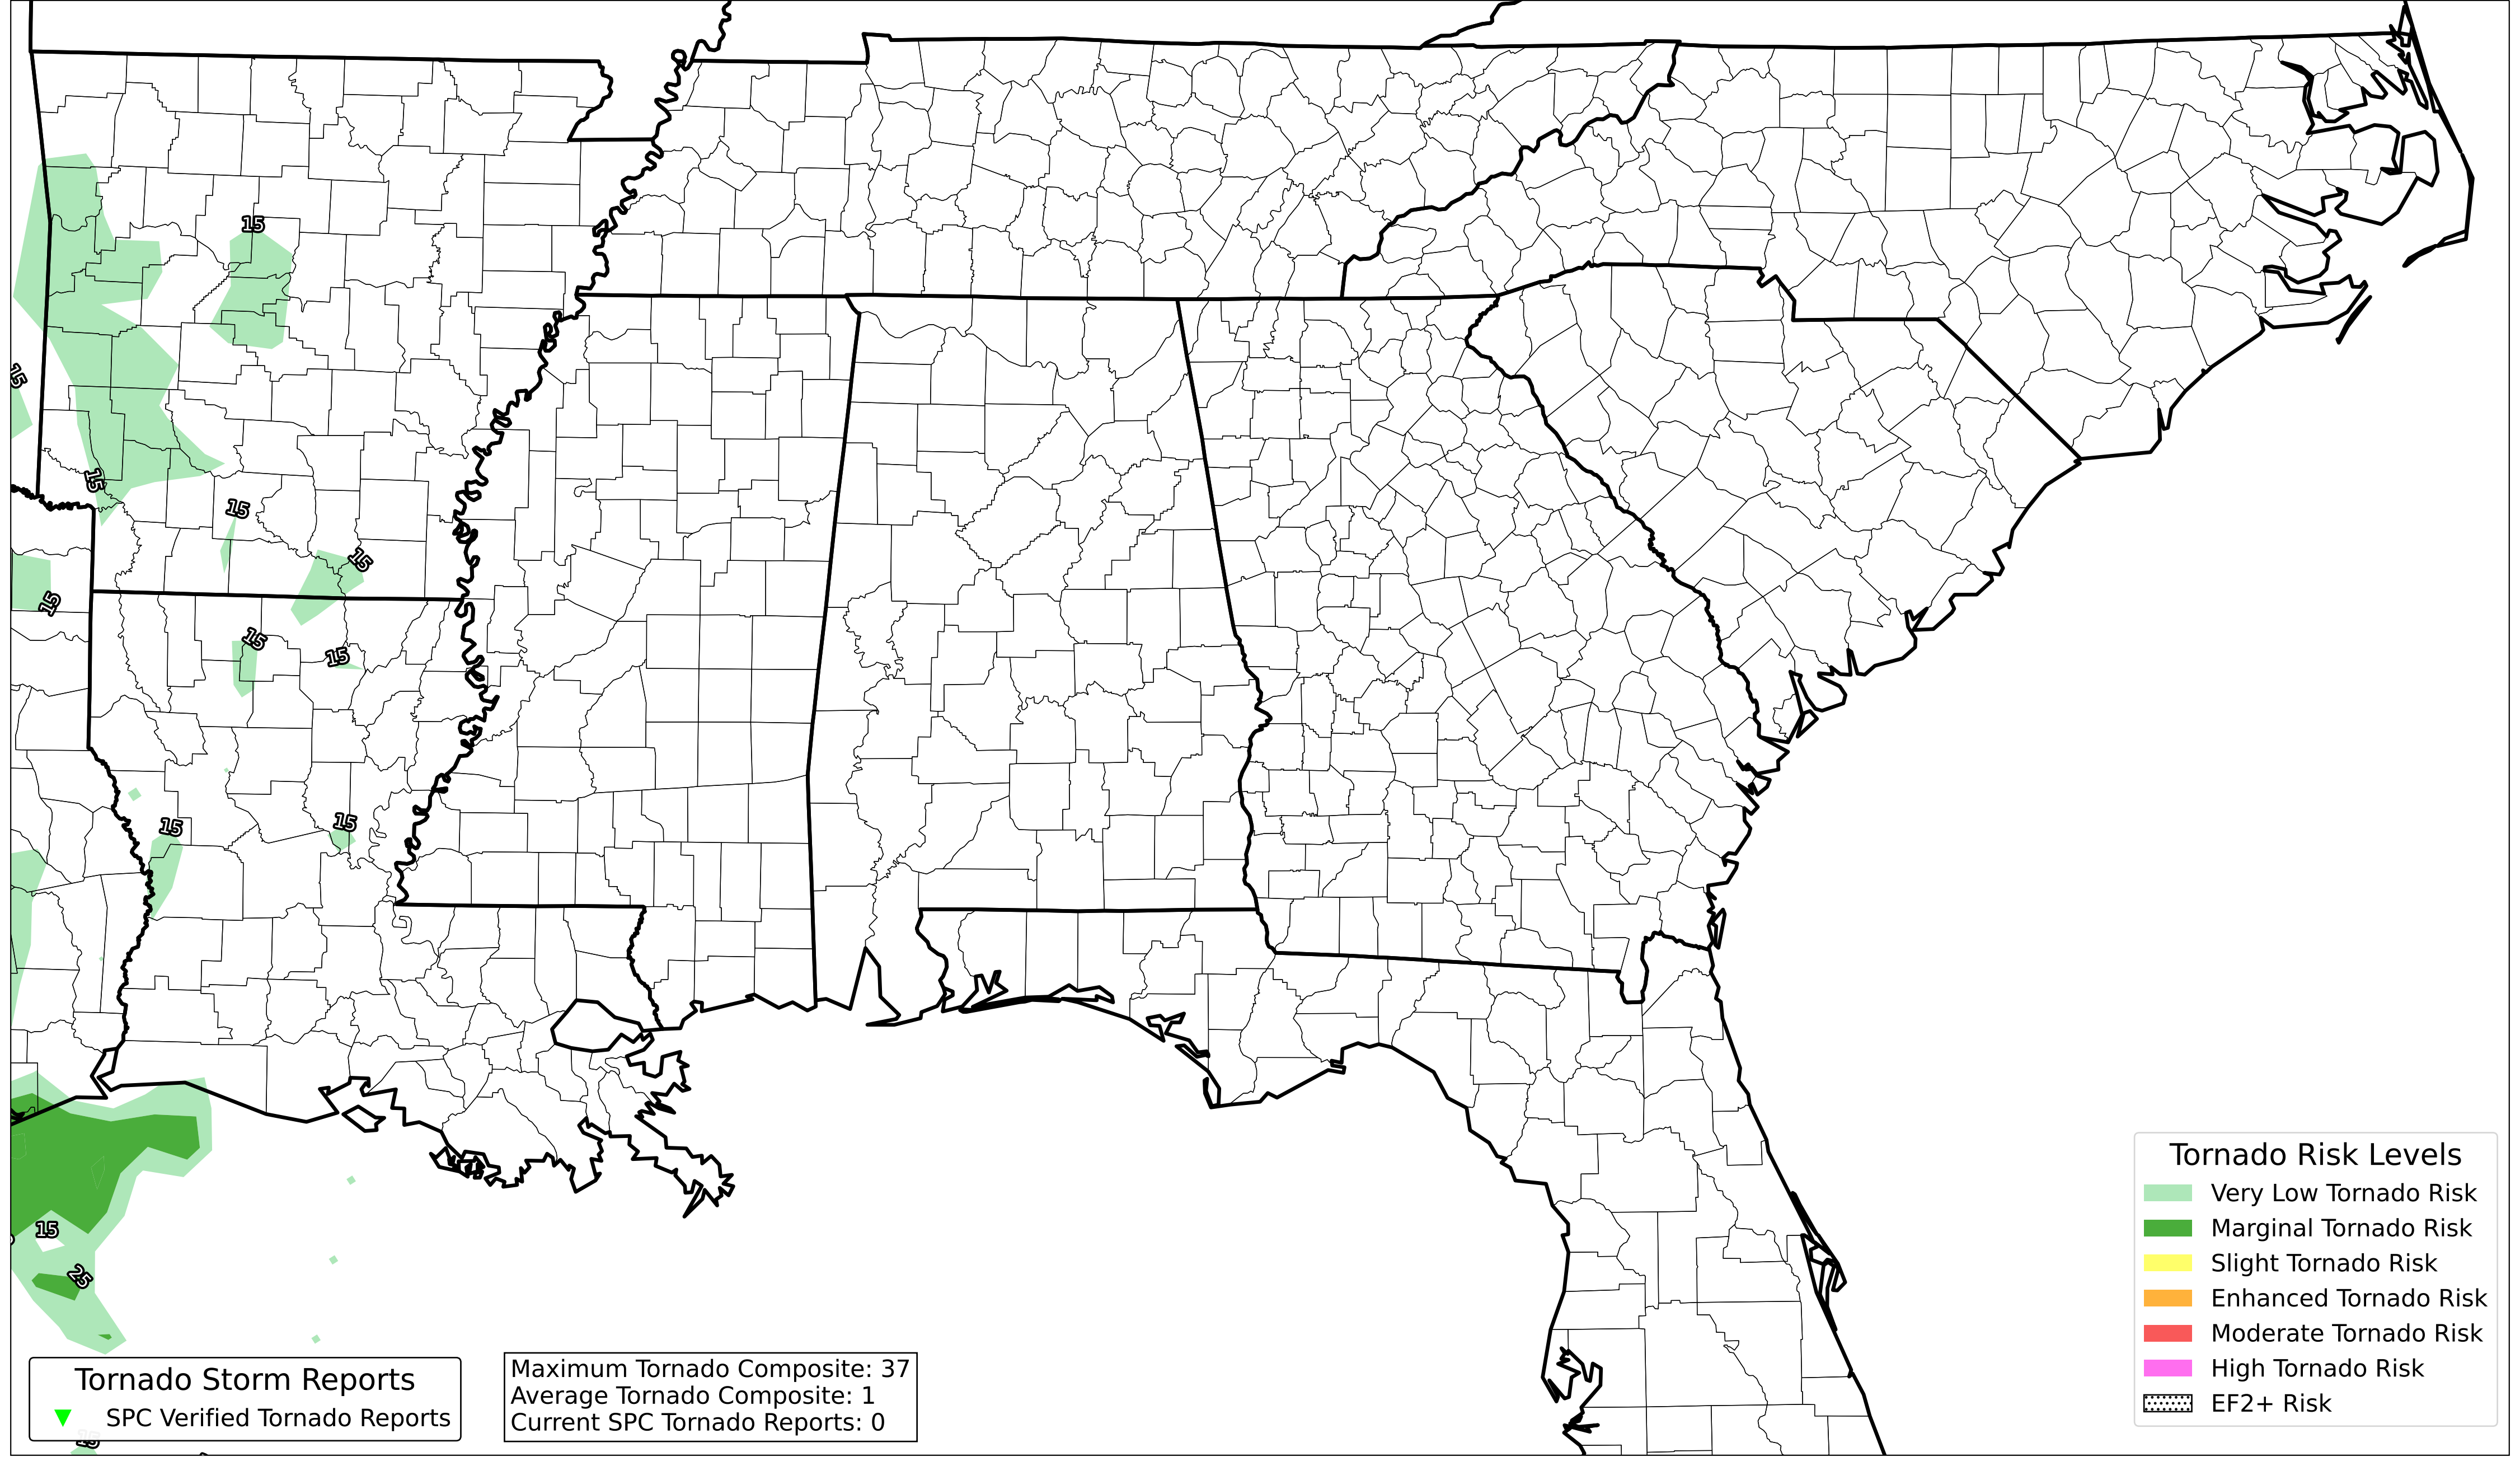 15
15
15
15
15
15
15
15
15
15
15
25
Tornado Storm Reports
SPC Verified Tornado Reports
15
Maximum Tornado Composite: 37
Average Tornado Composite: 1
Current SPC Tornado Reports: 0
Tornado Risk Levels
Very Low Tornado Risk
Marginal Tornado Risk
Slight Tornado Risk
Enhanced Tornado Risk
Moderate Tornado Risk
High Tornado Risk
EF2+ Risk